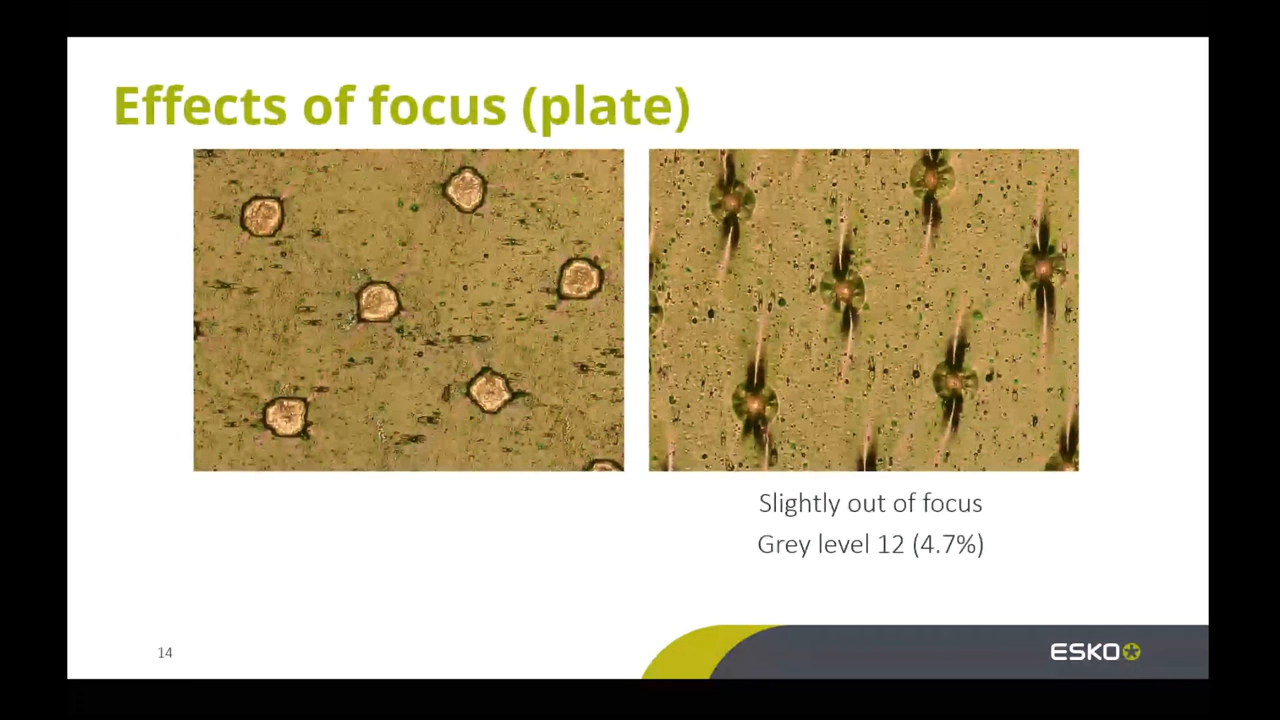 Effects of focus (plate)
Slightly out of focus
Grey level 12 (4.7%)
14
ESKO